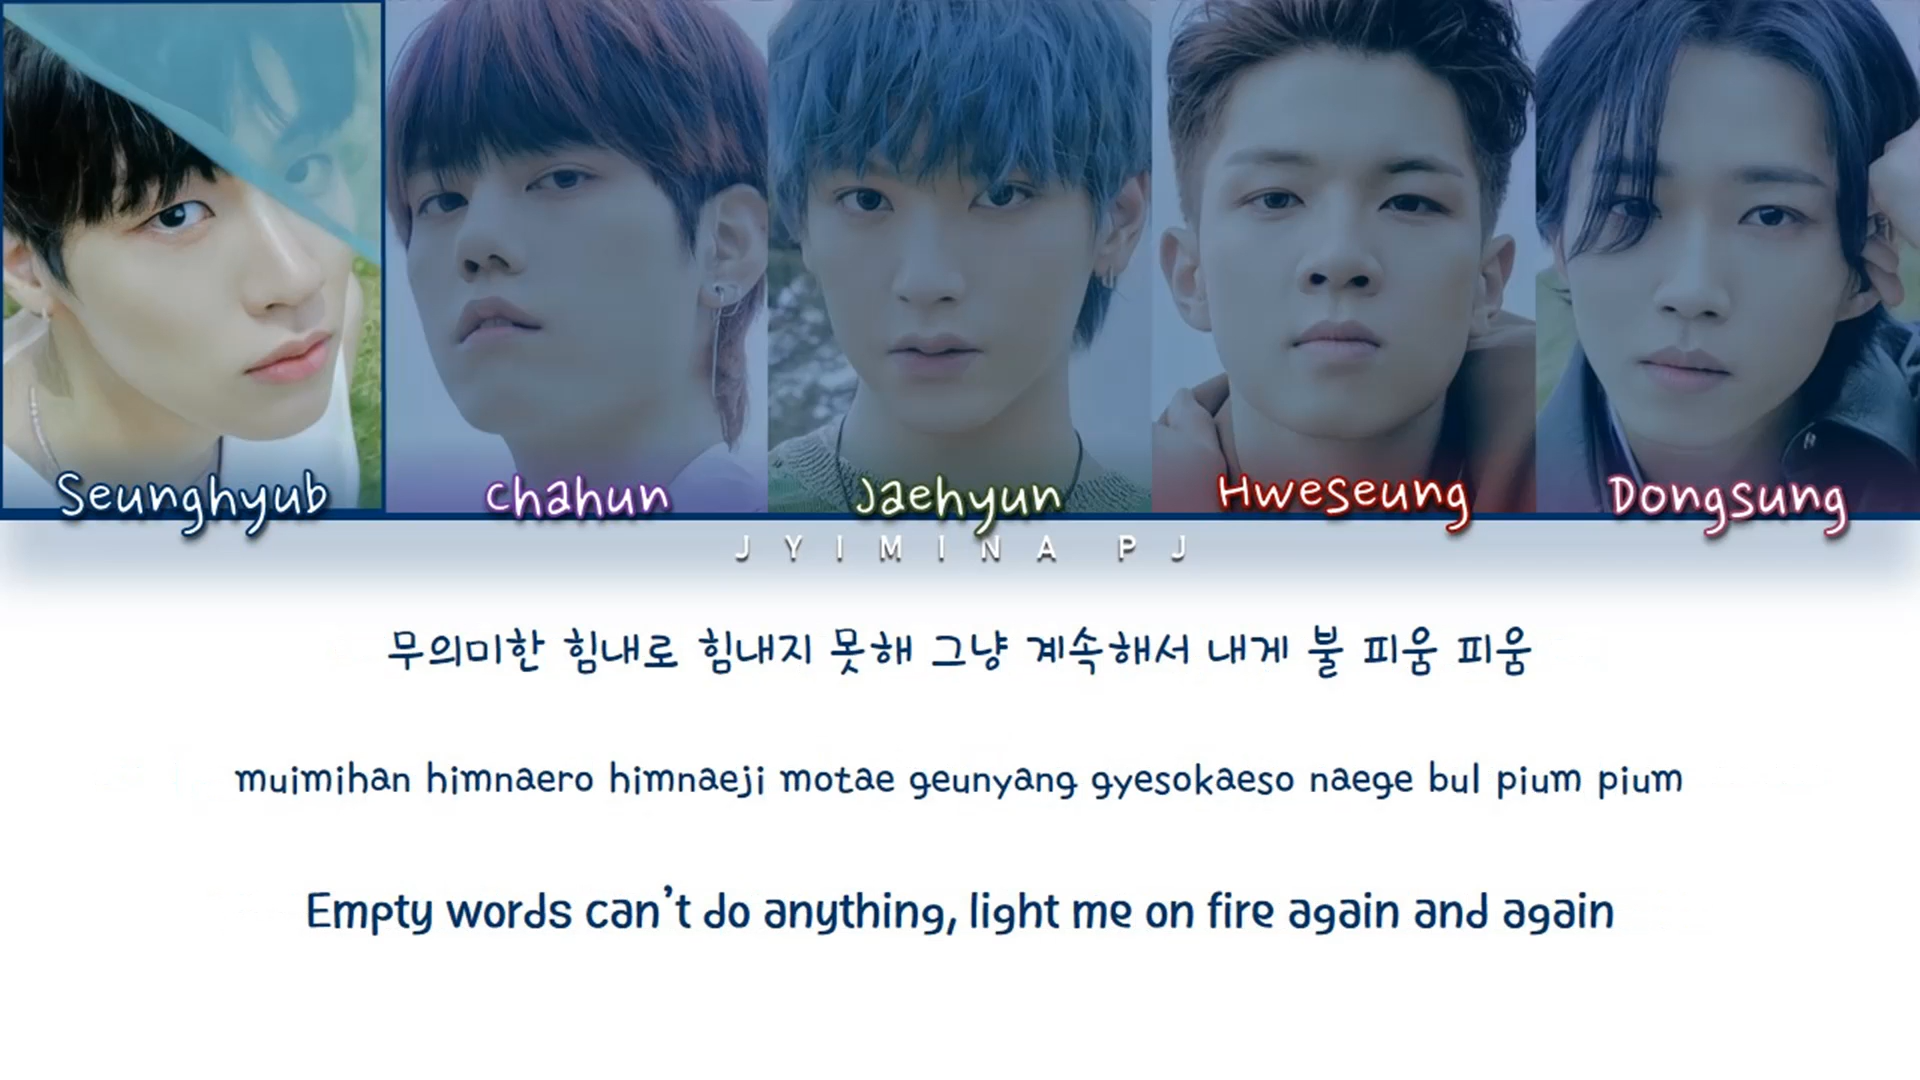 Seunghyub
Chahun
Jaehyun
Hweseung
Dongsung
JYIMINA PJ
무의미한 힘내로 힘내지 못해 그냥 계속해서 내게 불 피움 피움
muimihan himnaero himnaeji motae geunyang gyesokaeso naege bul pium pium
Empty words can't do anything, light me on fire again and again